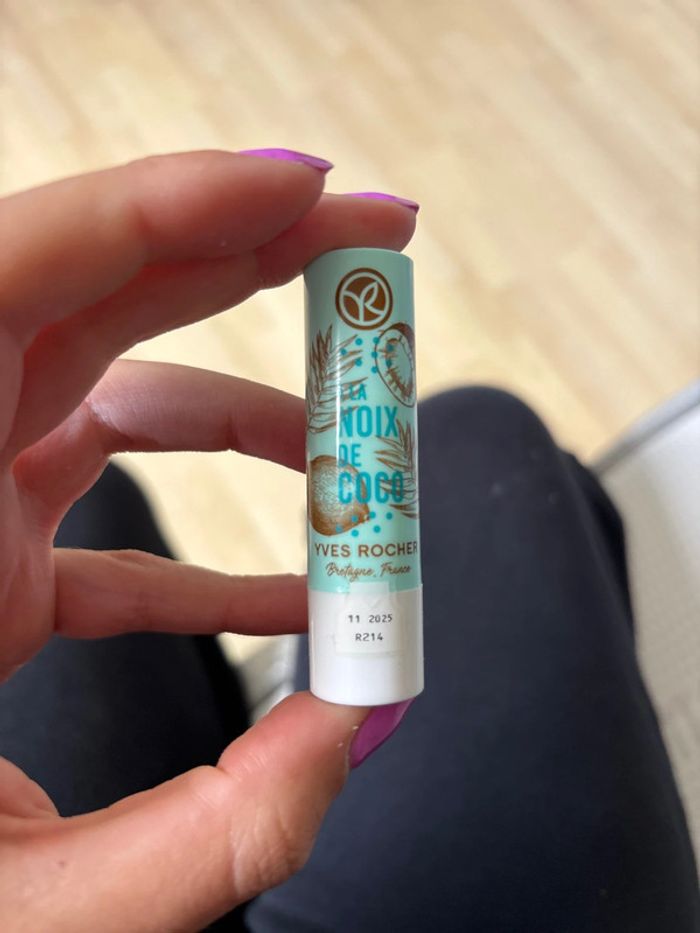 LA
NOIX
DE
COCO
YVES ROCHER
Bretagne, France
11 2025
R214